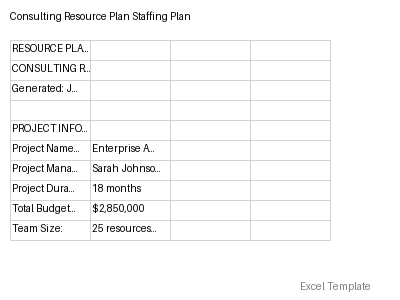 Consulting Resource Plan Staffing Plan
RESOURCE PLA..
CONSULTING R..
Generated: J...
PROJECT INFO...
Project Name... Enterprise A...
Project Mana... Sarah Johnso...
Project Dura... 18 months
Total Budget... $2,850,000
Team Size: 25 resources...
Excel Template